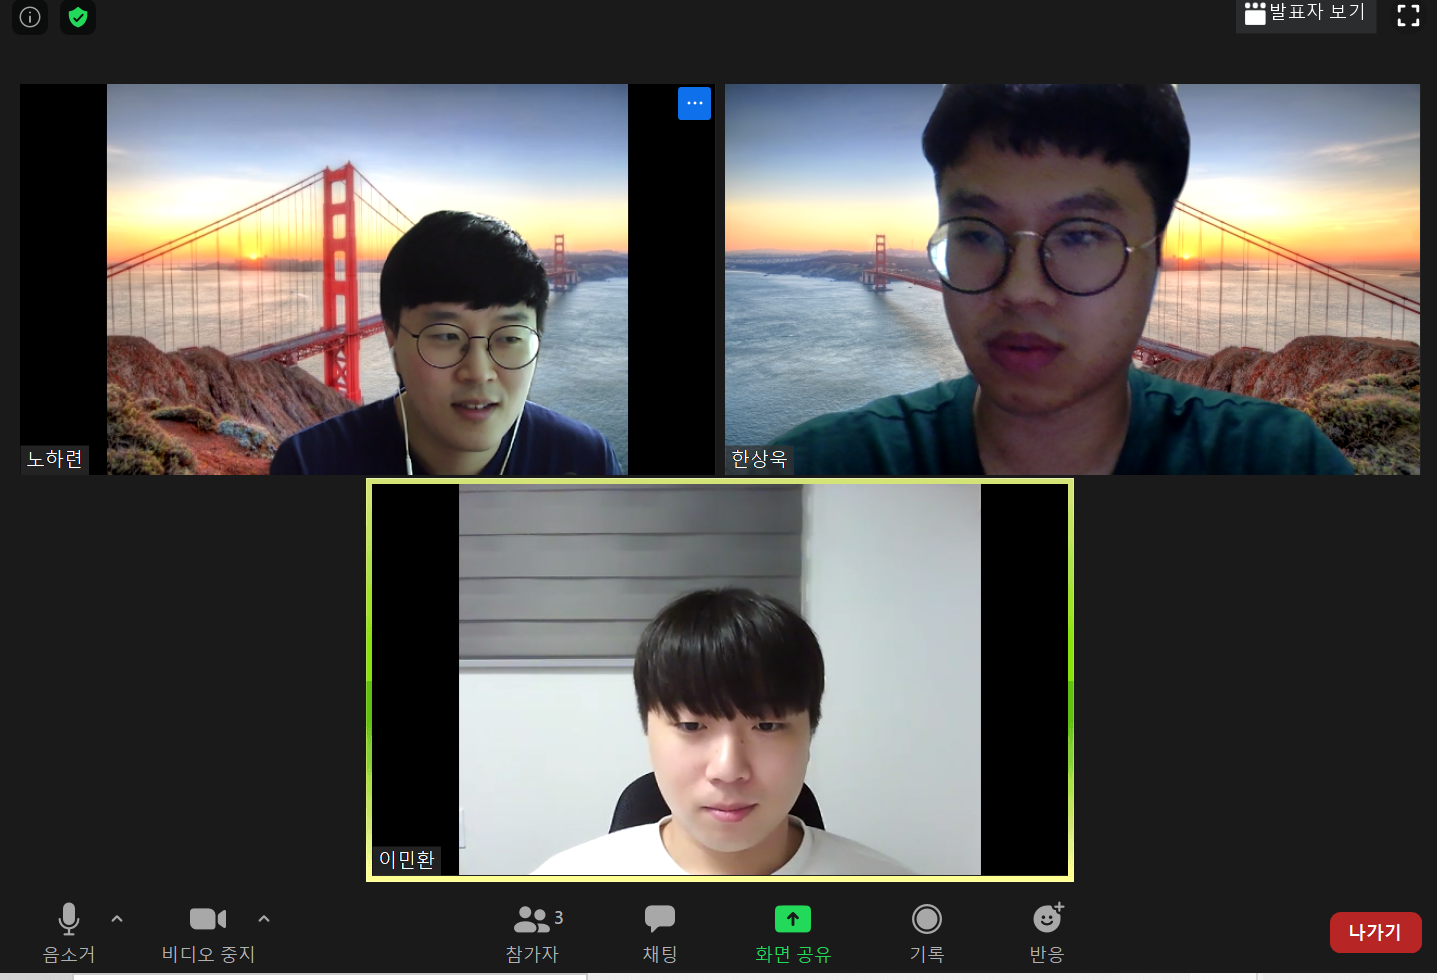 발표자 보기
노하련
한상욱
이민환
음소거
비디오 중지
3
참가자
채팅
화면 공유
기록
반응
나가기